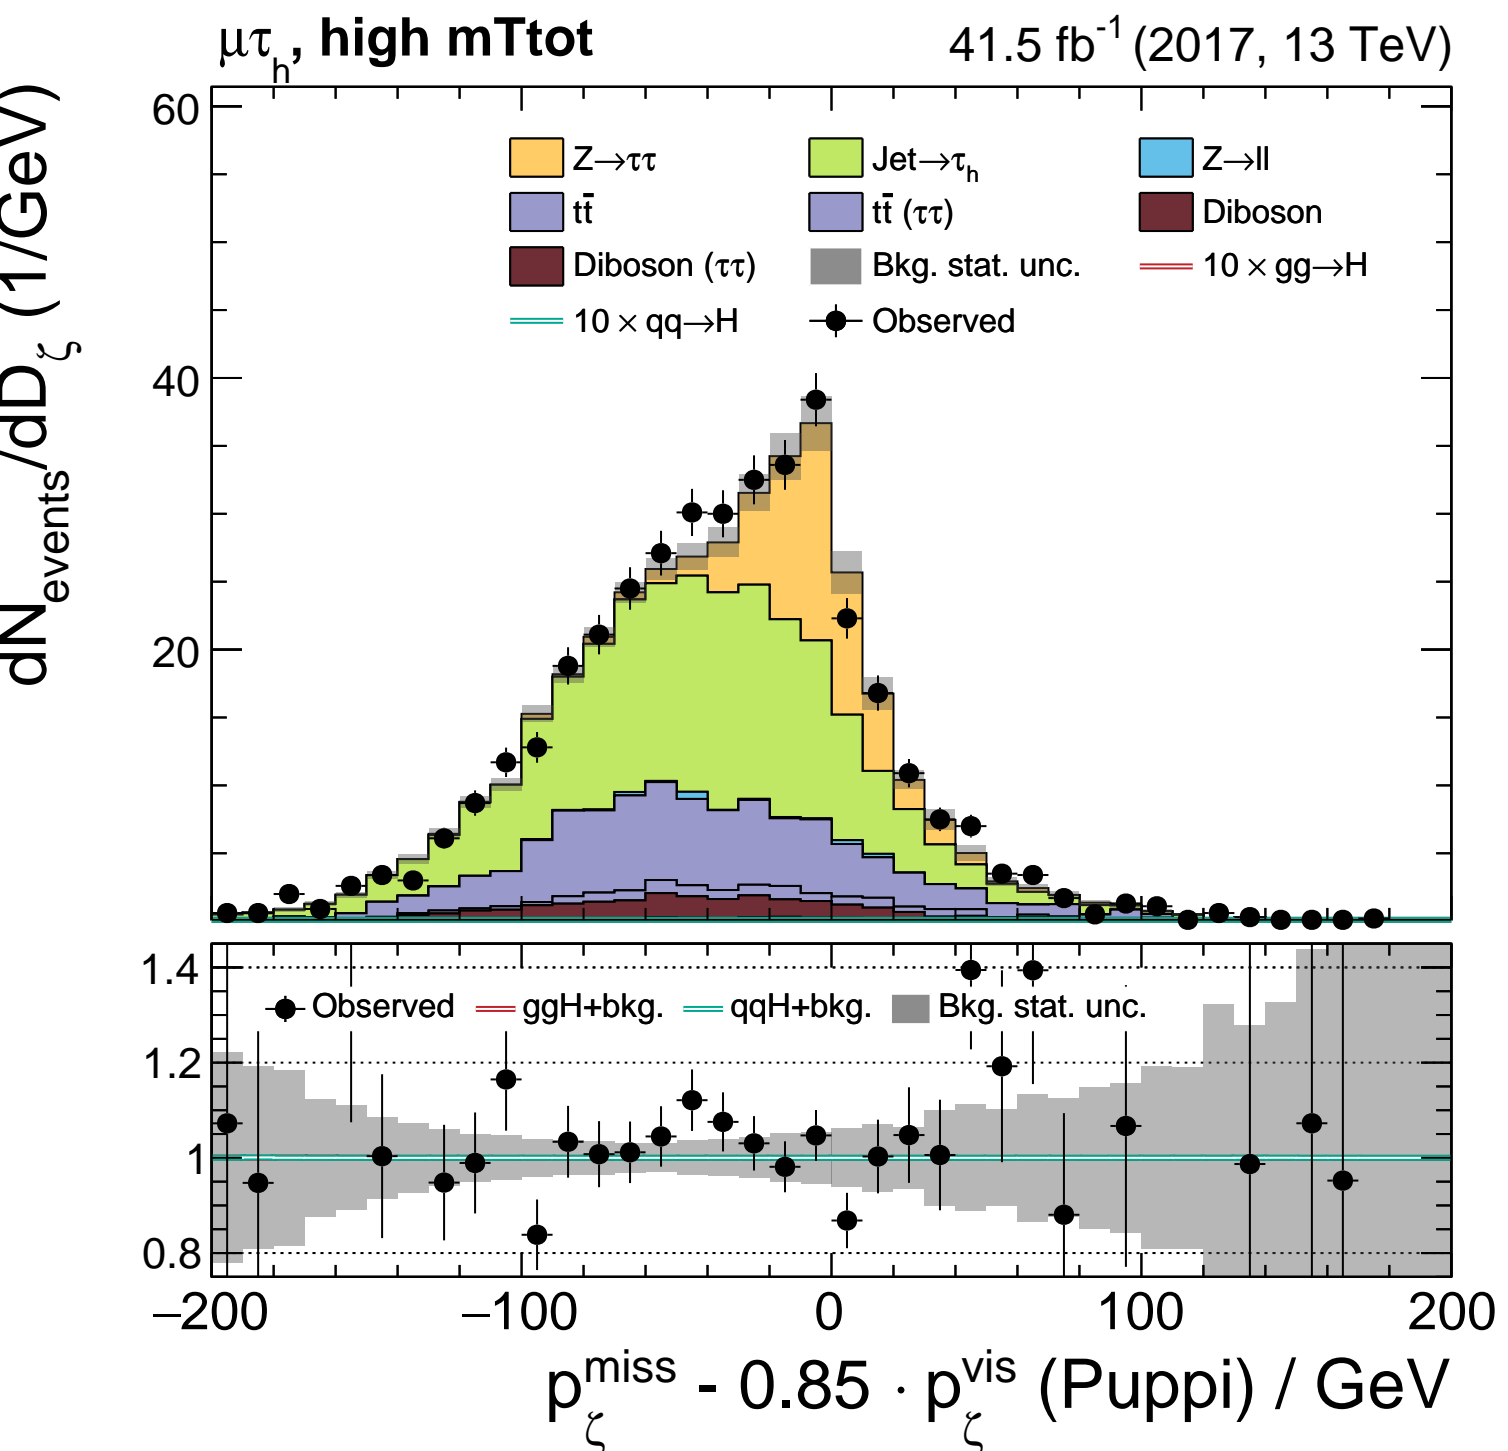 μτh, high mTtot 41.5 fb-1 (2017, 13 TeV)
dNevents/dDζ (1/GeV)
60
40
20
Z→ττ Jet→τh Z→ll
tt̄ tt̄ (ττ) Diboson
Diboson (ττ) Bkg. stat. unc. 10 × gg→H
10 × qq→H Observed
1.4
1.2
1
0.8
Observed ggH+bkg. qqH+bkg. Bkg. stat. unc.
−200 −100 0 100 200
pζmiss - 0.85 · pζvis (Puppi) / GeV